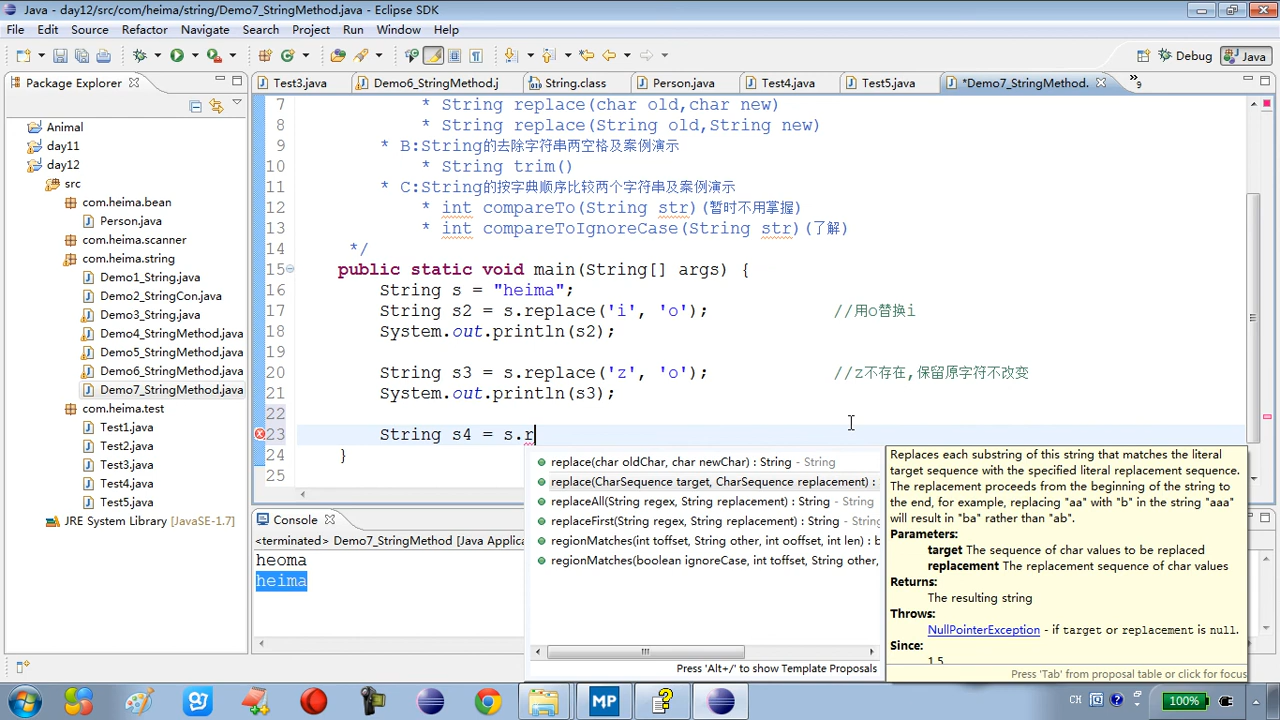 Java - day12/src/com/heima/string/Demo7_StringMethod.java - Eclipse SDK
File Edit Source Refactor Navigate Search Project Run Window Help
Debug Java
Package Explorer
Test3.java Demo6_StringMethod.j String.class Person.java Test4.java Test5.java *Demo7_StringMethod. »9
Animal
day11
day12
src
com.heima.bean
Person.java
com.heima.scanner
com.heima.string
Demo1_String.java
Demo2_StringCon.java
Demo3_String.java
Demo4_StringMethod.java
Demo5_StringMethod.java
Demo6_StringMethod.java
Demo7_StringMethod.java
com.heima.test
Test1.java
Test2.java
Test3.java
Test4.java
Test5.java
JRE System Library [JavaSE-1.7]
7 * String replace(char old,char new)
8 * String replace(String old,String new)
9 * B:String的去除字符串两空格及案例演示
10 * String trim()
11 * C:String的按字典顺序比较两个字符串及案例演示
12 * int compareTo(String str)(暂时不用掌握)
13 * int compareToIgnoreCase(String str)(了解)
14 */
15 public static void main(String[] args) {
16 String s = "heima";
17 String s2 = s.replace('i', 'o'); //用o替换i
18 System.out.println(s2);
19
20 String s3 = s.replace('z', 'o'); //z不存在,保留原字符不改变
21 System.out.println(s3);
22
23 String s4 = s.r
24 }
25
replace(char oldChar, char newChar) : String - String
replace(CharSequence target, CharSequence replacement) :
replaceAll(String regex, String replacement) : String - String
replaceFirst(String regex, String replacement) : String - String
regionMatches(int toffset, String other, int ooffset, int len) : b
regionMatches(boolean ignoreCase, int toffset, String other,
Press 'Alt+/' to show Template Proposals
Replaces each substring of this string that matches the literal
target sequence with the specified literal replacement sequence.
The replacement proceeds from the beginning of the string to
the end, for example, replacing "aa" with "b" in the string "aaa"
will result in "ba" rather than "ab".
Parameters:
target The sequence of char values to be replaced
replacement The replacement sequence of char values
Returns:
The resulting string
Throws:
NullPointerException - if target or replacement is null.
Since:
1.5
Press 'Tab' from proposal table or click for focus
Console
<terminated> Demo7_StringMethod [Java Applica
heoma
heima
MP
CH 100%